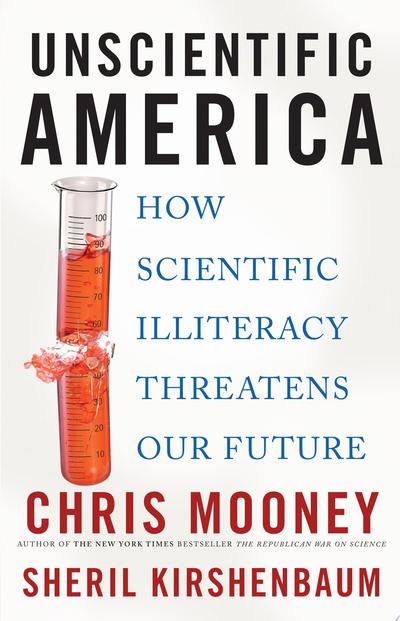 UNSCIENTIFIC
AMERICA
HOW
SCIENTIFIC
ILLITERACY
THREATENS
OUR FUTURE
100
90
80
70
60
40
30
20
10
CHRIS MOONEY
AUTHOR OF THE NEW YORK TIMES BESTSELLER THE REPUBLICAN WAR ON SCIENCE
SHERIL KIRSHENBAUM